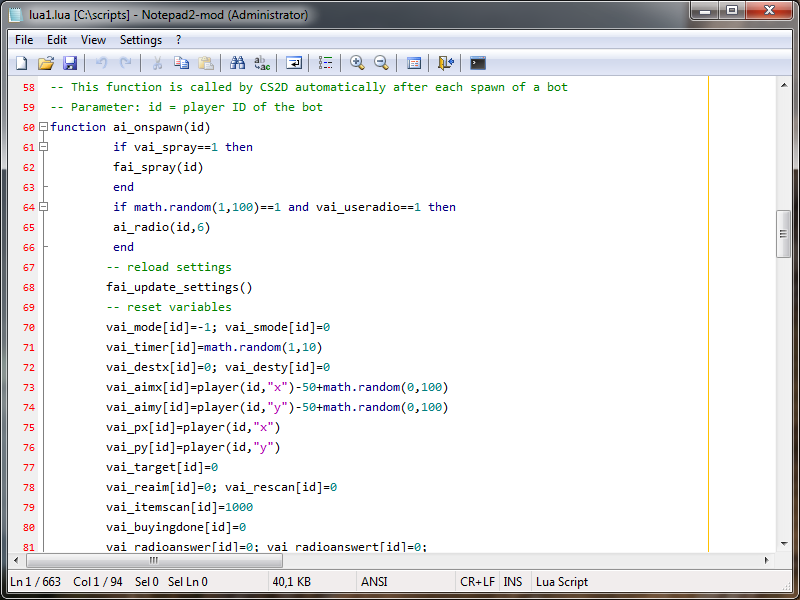 lua1.lua [C:\scripts] - Notepad2-mod (Administrator)
File Edit View Settings ?
58 -- This function is called by CS2D automatically after each spawn of a bot
59 -- Parameter: id = player ID of the bot
60 function ai_onspawn(id)
61 if vai_spray==1 then
62 fai_spray(id)
63 end
64 if math.random(1,100)==1 and vai_useradio==1 then
65 ai_radio(id,6)
66 end
67 -- reload settings
68 fai_update_settings()
69 -- reset variables
70 vai_mode[id]=-1; vai_smode[id]=0
71 vai_timer[id]=math.random(1,10)
72 vai_destx[id]=0; vai_desty[id]=0
73 vai_aimx[id]=player(id,"x")-50+math.random(0,100)
74 vai_aimy[id]=player(id,"y")-50+math.random(0,100)
75 vai_px[id]=player(id,"x")
76 vai_py[id]=player(id,"y")
77 vai_target[id]=0
78 vai_reaim[id]=0; vai_rescan[id]=0
79 vai_itemscan[id]=1000
80 vai_buyingdone[id]=0
81 vai_radioanswer[id]=0; vai_radioanswert[id]=0;
Ln 1 / 663 Col 1 / 94 Sel 0 Sel Ln 0 40,1 KB ANSI CR+LF INS Lua Script